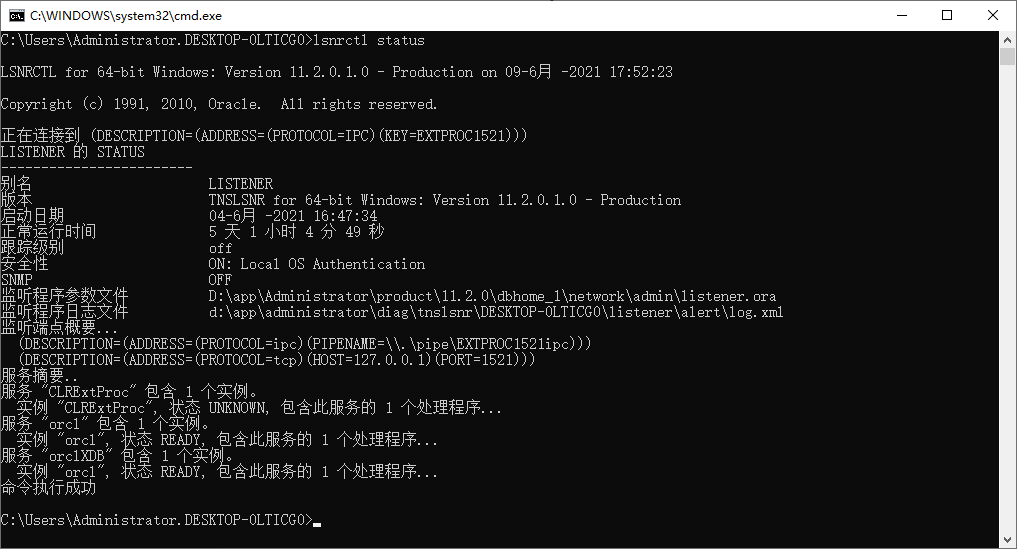 C:\WINDOWS\system32\cmd.exe
C:\Users\Administrator.DESKTOP-0LTICG0>lsnrctl status
LSNRCTL for 64-bit Windows: Version 11.2.0.1.0 - Production on 09-6月 -2021 17:52:23
Copyright (c) 1991, 2010, Oracle.  All rights reserved.
正在连接到 (DESCRIPTION=(ADDRESS=(PROTOCOL=IPC)(KEY=EXTPROC1521)))
LISTENER 的 STATUS
------------------------
别名                      LISTENER
版本                      TNSLSNR for 64-bit Windows: Version 11.2.0.1.0 - Production
启动日期                  04-6月 -2021 16:47:34
正常运行时间              5 天 1 小时 4 分 49 秒
跟踪级别                  off
安全性                    ON: Local OS Authentication
SNMP                      OFF
监听程序参数文件          D:\app\Administrator\product\11.2.0\dbhome_1\network\admin\listener.ora
监听程序日志文件          d:\app\administrator\diag\tnslsnr\DESKTOP-0LTICG0\listener\alert\log.xml
监听端点概要...
  (DESCRIPTION=(ADDRESS=(PROTOCOL=ipc)(PIPENAME=\\.\pipe\EXTPROC1521ipc)))
  (DESCRIPTION=(ADDRESS=(PROTOCOL=tcp)(HOST=127.0.0.1)(PORT=1521)))
服务摘要..
服务 "CLRExtProc" 包含 1 个实例。
  实例 "CLRExtProc", 状态 UNKNOWN, 包含此服务的 1 个处理程序...
服务 "orcl" 包含 1 个实例。
  实例 "orcl", 状态 READY, 包含此服务的 1 个处理程序...
服务 "orclXDB" 包含 1 个实例。
  实例 "orcl", 状态 READY, 包含此服务的 1 个处理程序...
命令执行成功
C:\Users\Administrator.DESKTOP-0LTICG0>